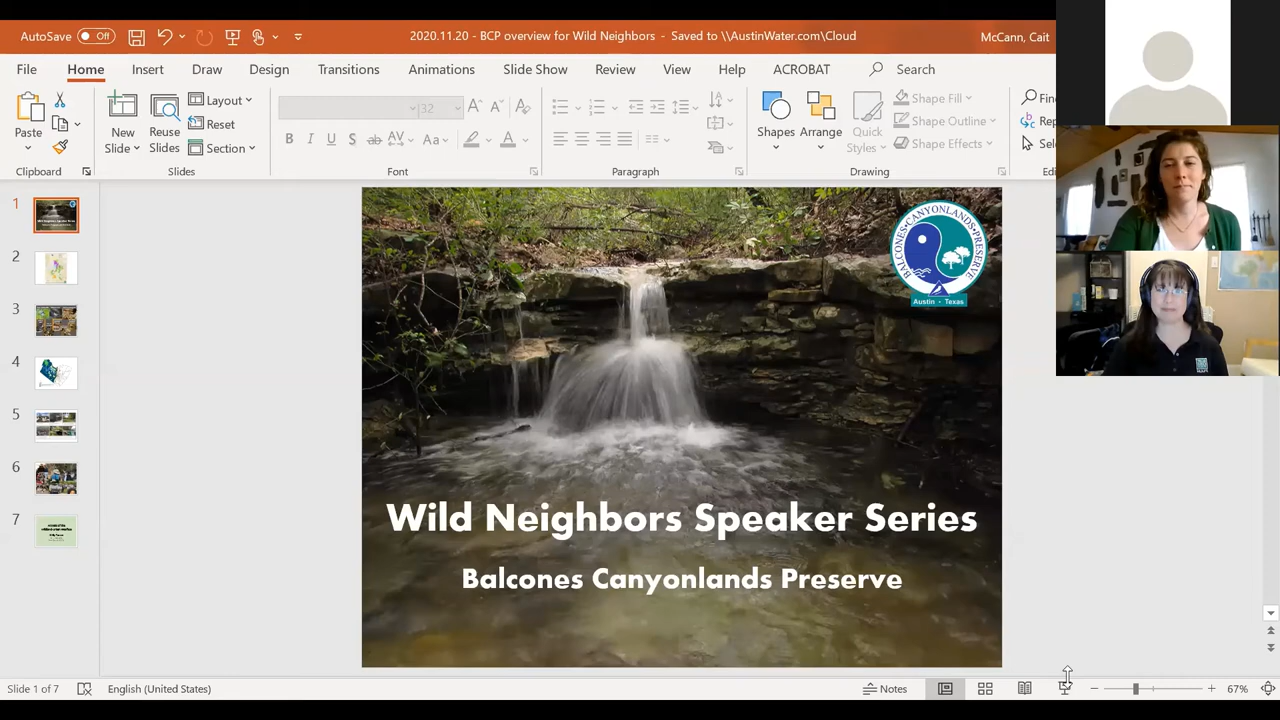 AutoSave Off
2020.11.20 - BCP overview for Wild Neighbors - Saved to \\AustinWater.com\Cloud
McCann, Cait
File Home Insert Draw Design Transitions Animations Slide Show Review View Help ACROBAT Search
Paste
Clipboard
New Slide
Reuse Slides
Layout
Reset
Section
Slides
32
B I U S ab AV Aa A
Font
Paragraph
Shapes
Arrange
Quick Styles
Shape Fill
Shape Outline
Shape Effects
Drawing
1
2
3
4
5
6
7
BALCONES CANYONLANDS PRESERVE
Austin - Texas
Wild Neighbors Speaker Series
Balcones Canyonlands Preserve
Slide 1 of 7
English (United States)
Notes
67%